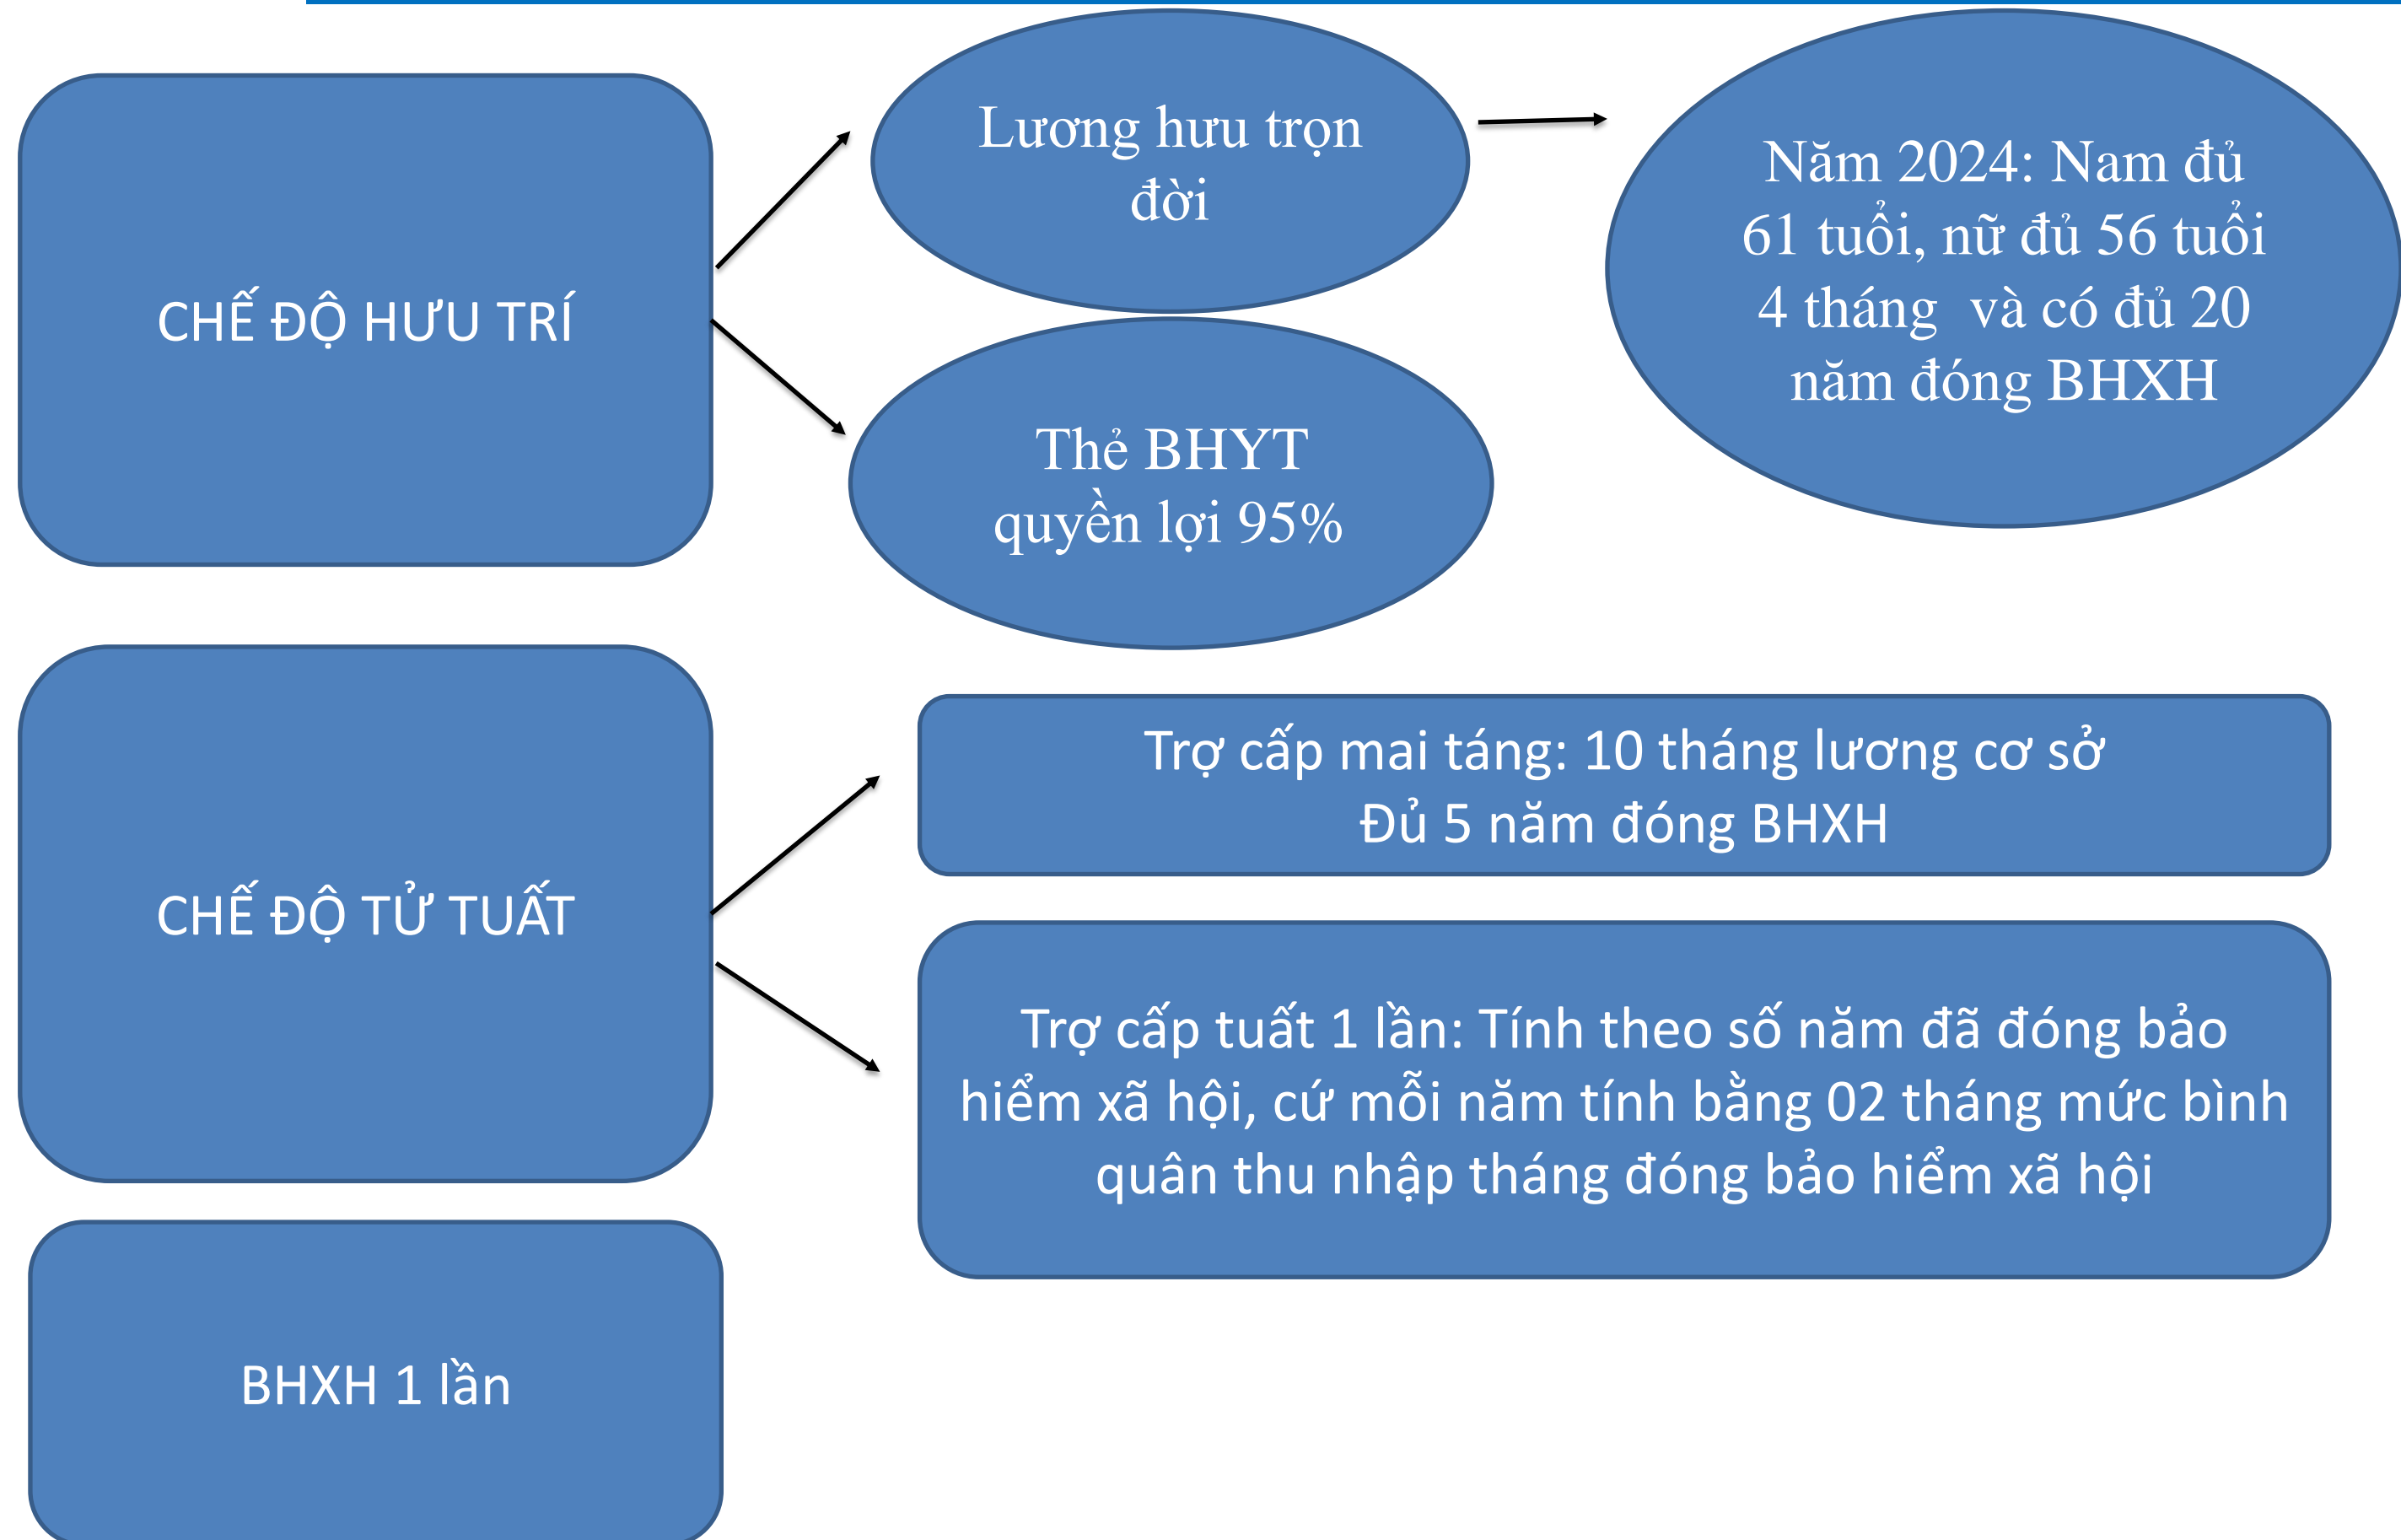 CHẾ ĐỘ HƯU TRÍ
Lương hưu trọn
đời
Năm 2024: Nam đủ
61 tuổi, nữ đủ 56 tuổi
4 tháng và có đủ 20
năm đóng BHXH
Thẻ BHYT
quyền lợi 95%
CHẾ ĐỘ TỬ TUẤT
Trợ cấp mai táng: 10 tháng lương cơ sở
Đủ 5 năm đóng BHXH
Trợ cấp tuất 1 lần: Tính theo số năm đã đóng bảo
hiểm xã hội, cứ mỗi năm tính bằng 02 tháng mức bình
quân thu nhập tháng đóng bảo hiểm xã hội
BHXH 1 lần